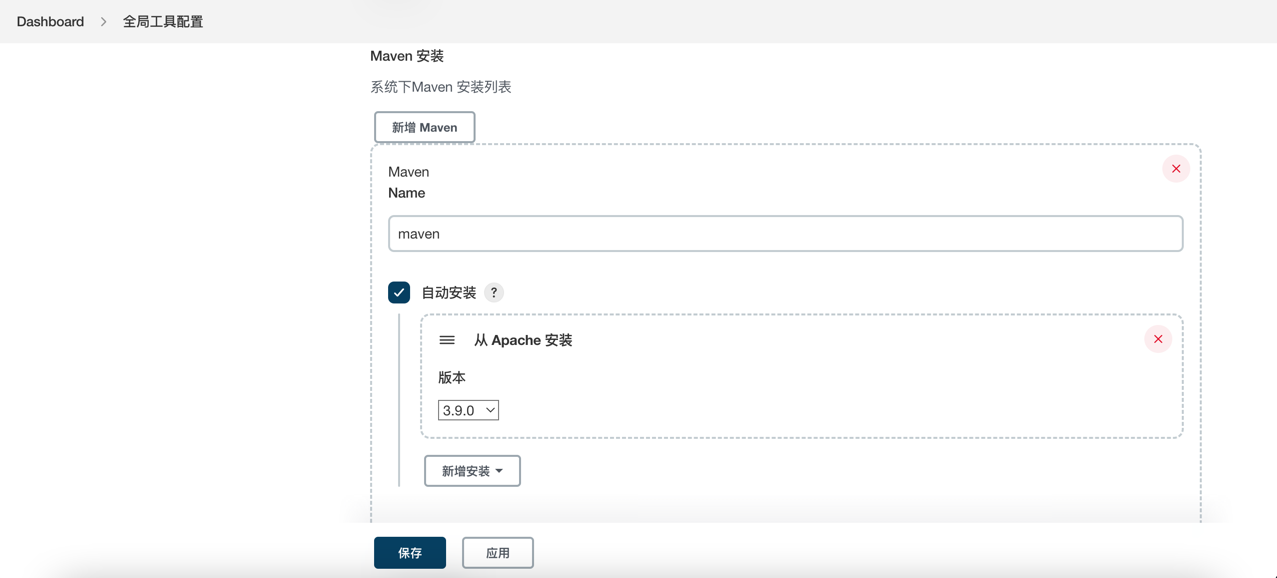 Dashboard > 全局工具配置
Maven 安装
系统下Maven 安装列表
新增 Maven
Maven
Name
maven
自动安装 ?
从 Apache 安装
版本
3.9.0
新增安装
保存 应用